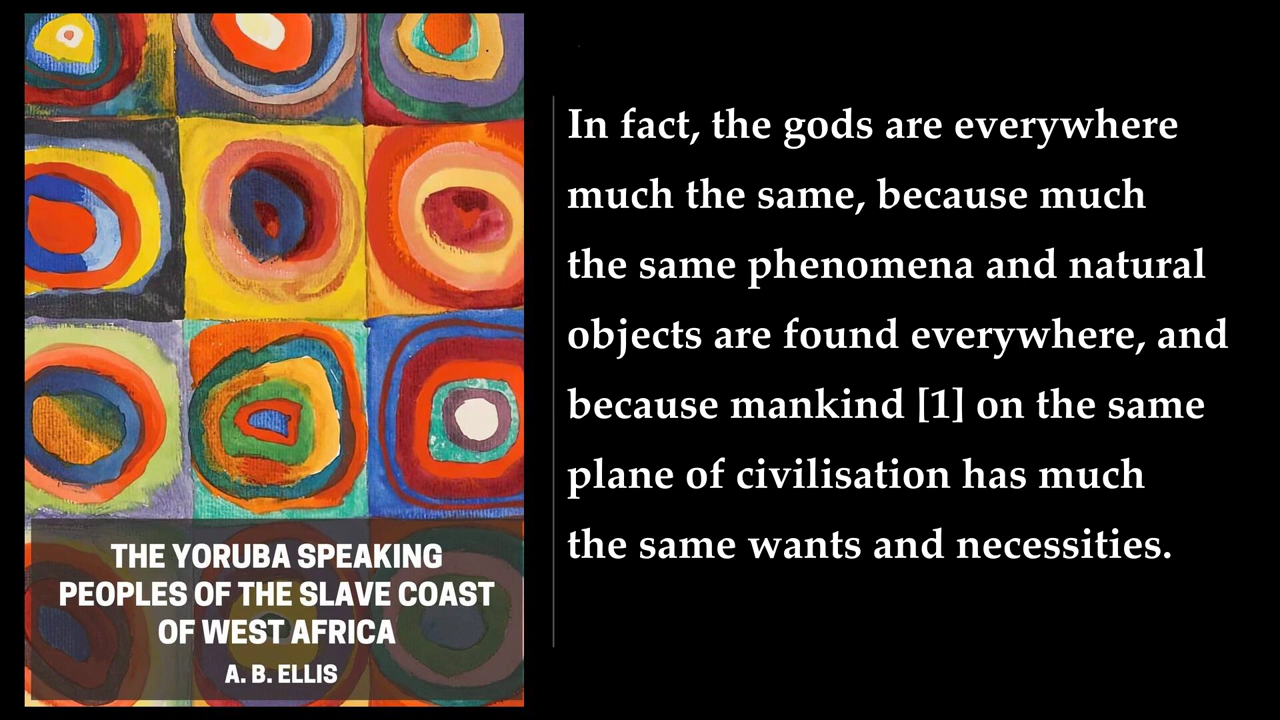 THE YORUBA SPEAKING
PEOPLES OF THE SLAVE COAST
OF WEST AFRICA
A. B. ELLIS
In fact, the gods are everywhere
much the same, because much
the same phenomena and natural
objects are found everywhere, and
because mankind [1] on the same
plane of civilisation has much
the same wants and necessities.